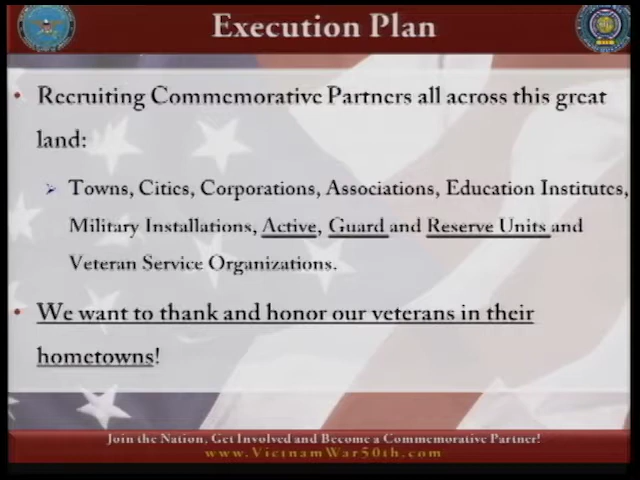 Execution Plan
• Recruiting Commemorative Partners all across this great
land:
➢ Towns, Cities, Corporations, Associations, Education Institutes,
Military Installations, Active, Guard and Reserve Units and
Veteran Service Organizations.
• We want to thank and honor our veterans in their
hometowns!
Join the Nation, Get Involved and Become a Commemorative Partner!
www.VietnamWar50th.com